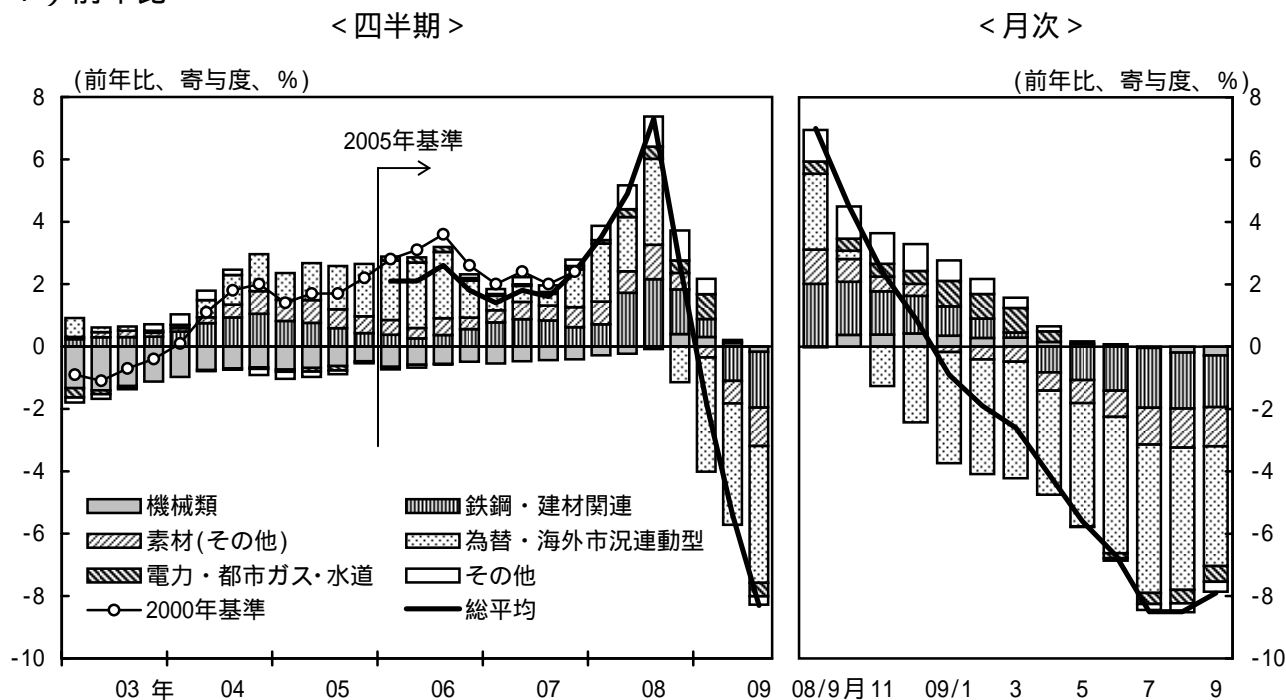 ＜四半期＞
＜月次＞
(前年比、寄与度、％)
(前年比、寄与度、％)
8
6
4
2
0
-2
-4
-6
-8
-10
2005年基準
機械類
鉄鋼・建材関連
素材(その他)
為替・海外市況連動型
電力・都市ガス・水道
その他
2000年基準
総平均
03 年 04 05 06 07 08 09
8
6
4
2
0
-2
-4
-6
-8
-10
08/9月 11 09/1 3 5 7 9